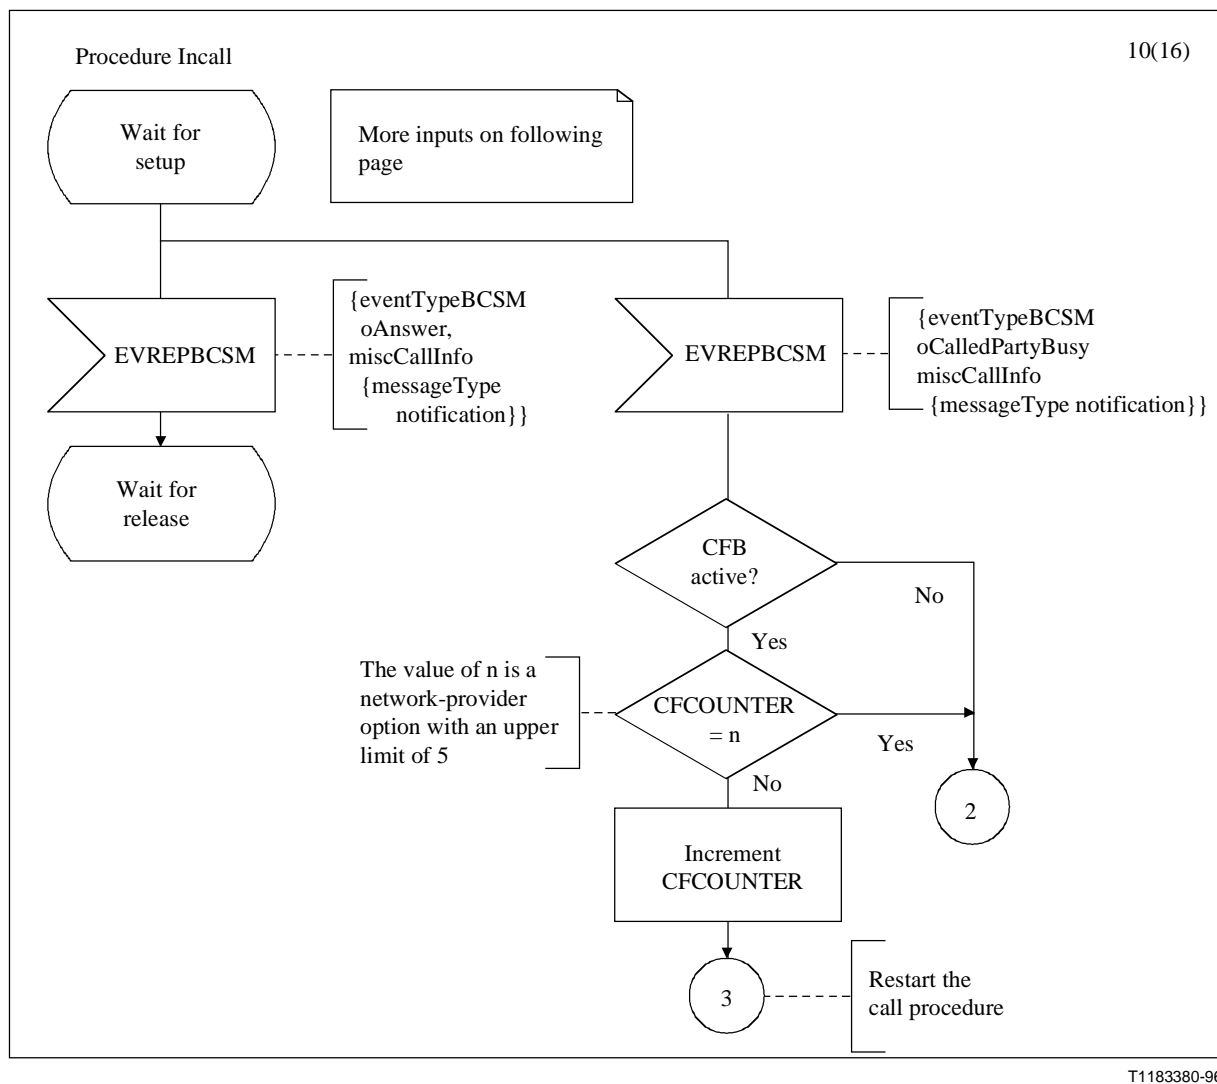 Procedure Incall
10(16)
Wait for
setup
More inputs on following
page
EVREPBCSM
{eventTypeBCSM
oAnswer,
miscCallInfo
{messageType
notification}}
EVREPBCSM
{eventTypeBCSM
oCalledPartyBusy
miscCallInfo
{messageType notification}}
Wait for
release
CFB
active?
No
Yes
The value of n is a
network-provider
option with an upper
limit of 5
CFCOUNTER
= n
Yes
No
2
Increment
CFCOUNTER
3
Restart the
call procedure
T1183380-96